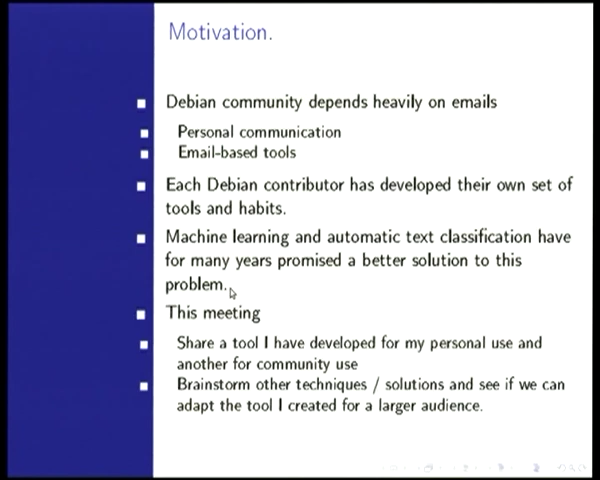 Motivation.
Debian community depends heavily on emails
Personal communication
Email-based tools
Each Debian contributor has developed their own set of
tools and habits.
Machine learning and automatic text classification have
for many years promised a better solution to this
problem.
This meeting
Share a tool I have developed for my personal use and
another for community use
Brainstorm other techniques / solutions and see if we can
adapt the tool I created for a larger audience.